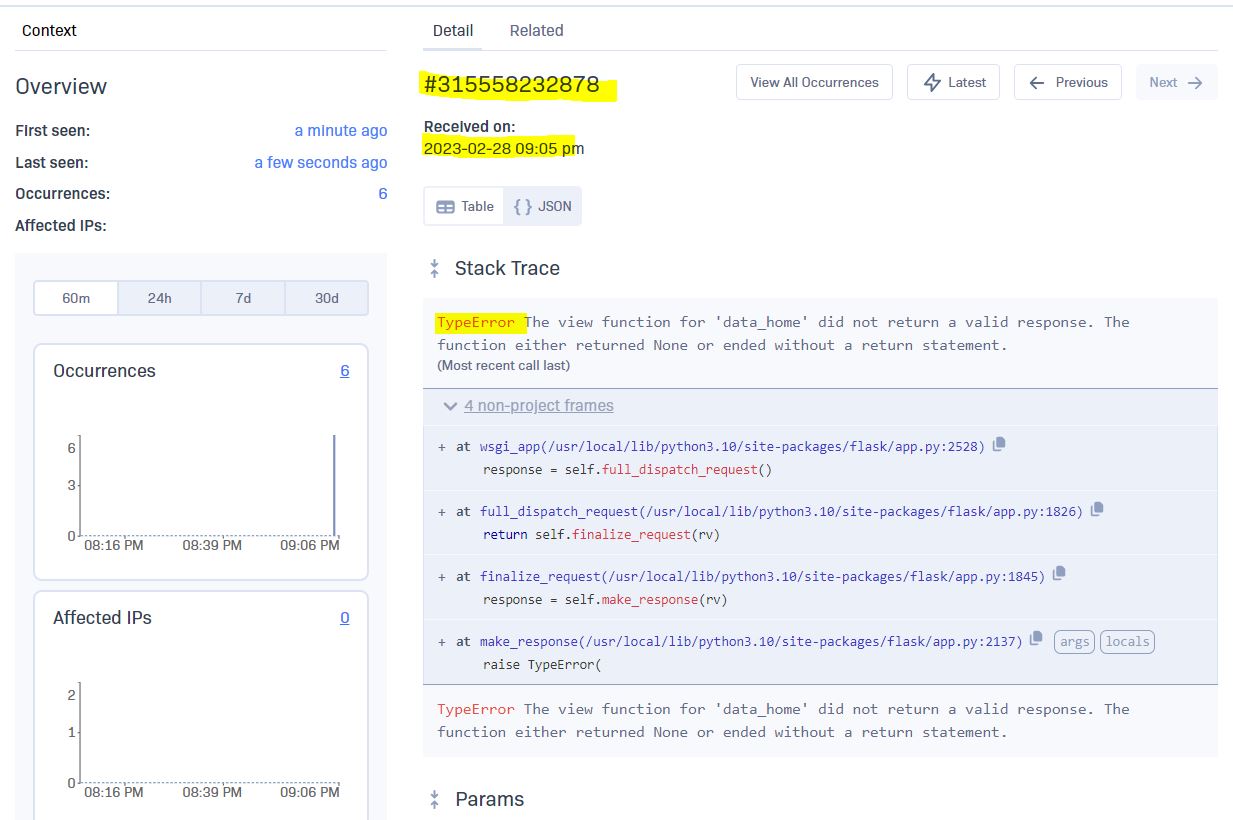 Context
Overview
First seen: a minute ago
Last seen: a few seconds ago
Occurrences: 6
Affected IPs:
60m 24h 7d 30d
Occurrences 6
6
3
0
08:16 PM 08:39 PM 09:06 PM
Affected IPs 0
2
1
0
08:16 PM 08:39 PM 09:06 PM
Detail Related
#315558232878
View All Occurrences Latest Previous Next
Received on:
2023-02-28 09:05 pm
Table { } JSON
Stack Trace
TypeError The view function for 'data_home' did not return a valid response. The
function either returned None or ended without a return statement.
(Most recent call last)
4 non-project frames
+ at wsgi_app(/usr/local/lib/python3.10/site-packages/flask/app.py:2528)
response = self.full_dispatch_request()
+ at full_dispatch_request(/usr/local/lib/python3.10/site-packages/flask/app.py:1826)
return self.finalize_request(rv)
+ at finalize_request(/usr/local/lib/python3.10/site-packages/flask/app.py:1845)
response = self.make_response(rv)
+ at make_response(/usr/local/lib/python3.10/site-packages/flask/app.py:2137) args locals
raise TypeError(
TypeError The view function for 'data_home' did not return a valid response. The
function either returned None or ended without a return statement.
Params